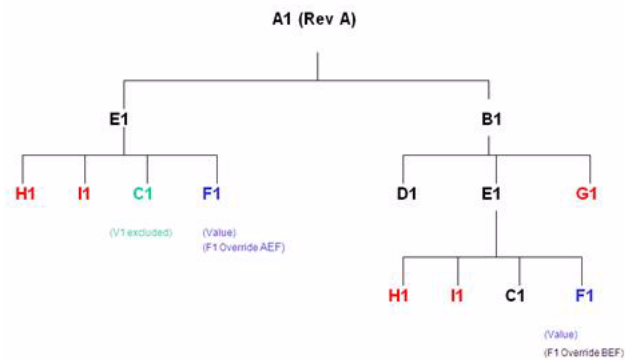 A1 (Rev A)
E1 B1
H1 I1 C1 F1 D1 E1 G1
(V1 excluded) (Value)
(F1 Override AEF)
H1 I1 C1 F1
(Value)
(F1 Override BEF)